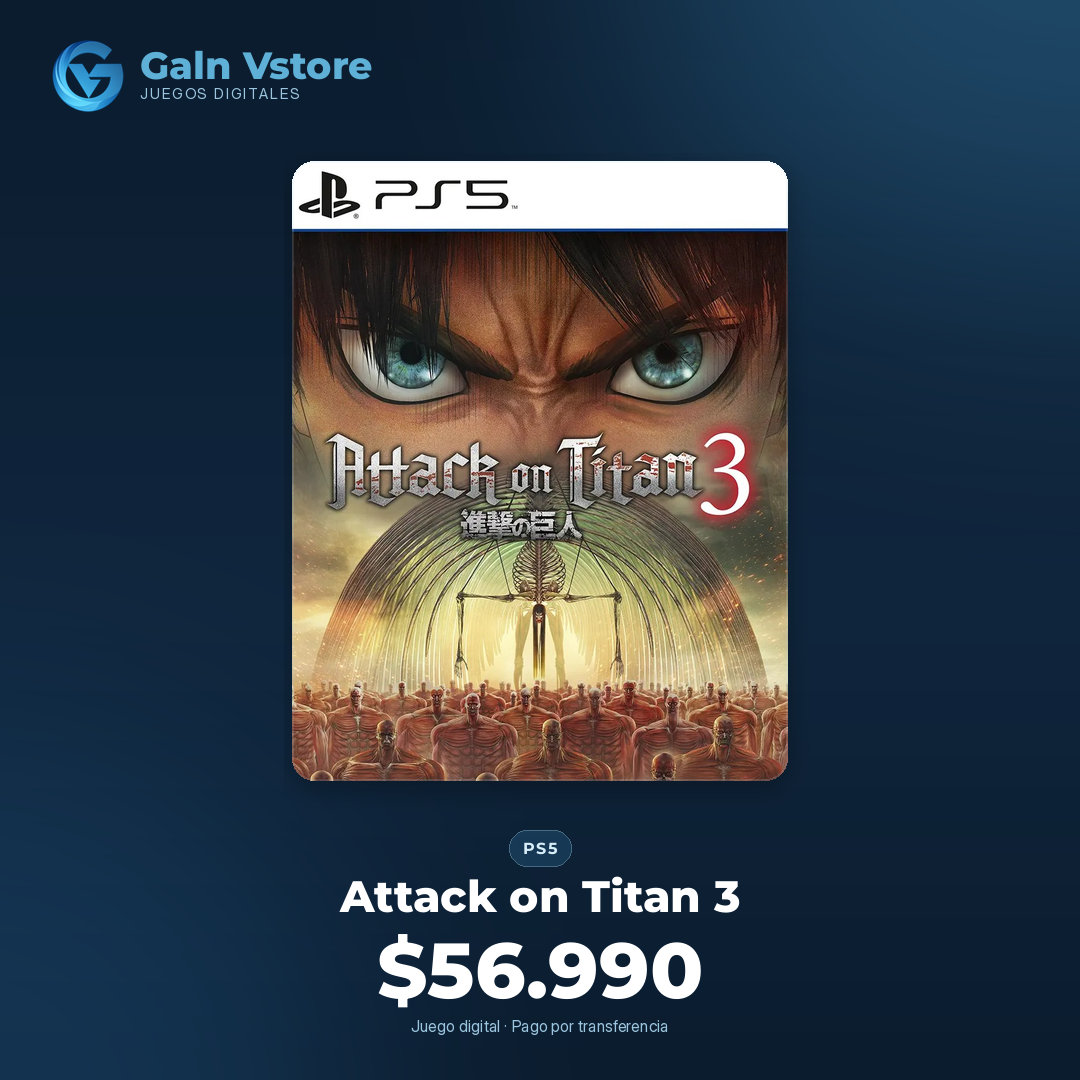 Galn Vstore
JUEGOS DIGITALES
PS5
Attack on Titan 3
進撃の巨人
PS5
Attack on Titan 3
$56.990
Juego digital · Pago por transferencia